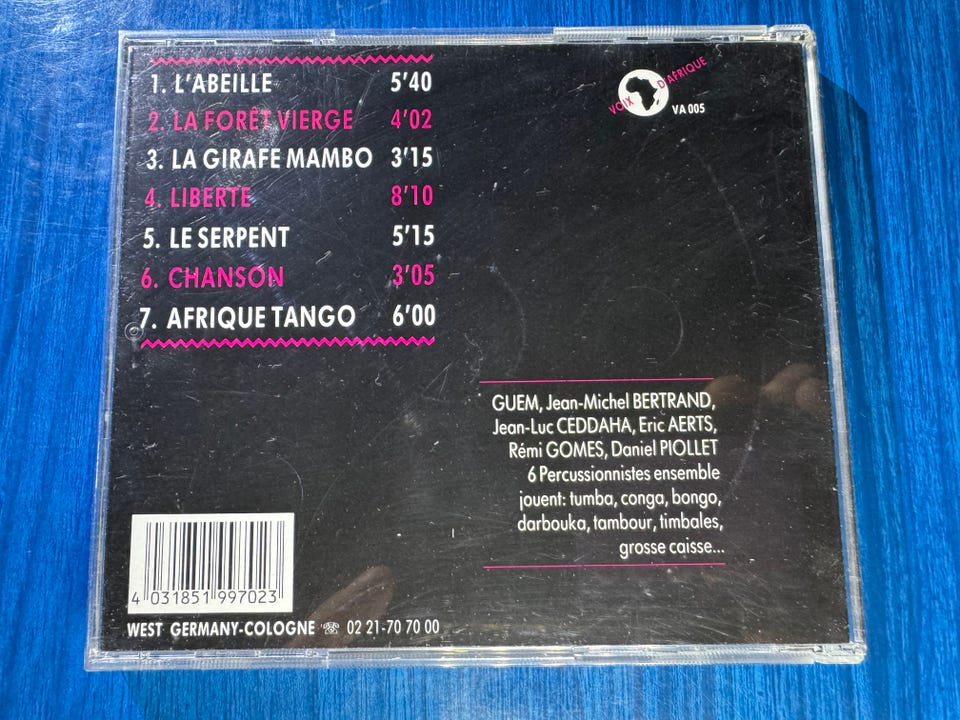 1. L'ABEILLE 5'40
2. LA FORÊT VIERGE 4'02
3. LA GIRAFE MAMBO 3'15
4. LIBERTE 8'10
5. LE SERPENT 5'15
6. CHANSON 3'05
7. AFRIQUE TANGO 6'00
VOIX D'AFRIQUE
VA 005
GUEM, Jean-Michel BERTRAND,
Jean-Luc CEDDAHA, Eric AERTS,
Rémi GOMES, Daniel PIOLLET
6 Percussionnistes ensemble
jouent: tumba, conga, bongo,
darbouka, tambour, timbales,
grosse caisse...
4 031851 997023
WEST GERMANY-COLOGNE ☏ 02 21-70 70 00